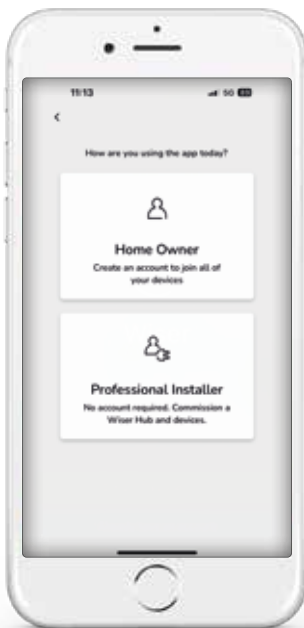 11:13
5G
How are you using the app today?
Home Owner
Create an account to join all of
your devices
Professional Installer
No account required. Commission a
Wiser Hub and devices.